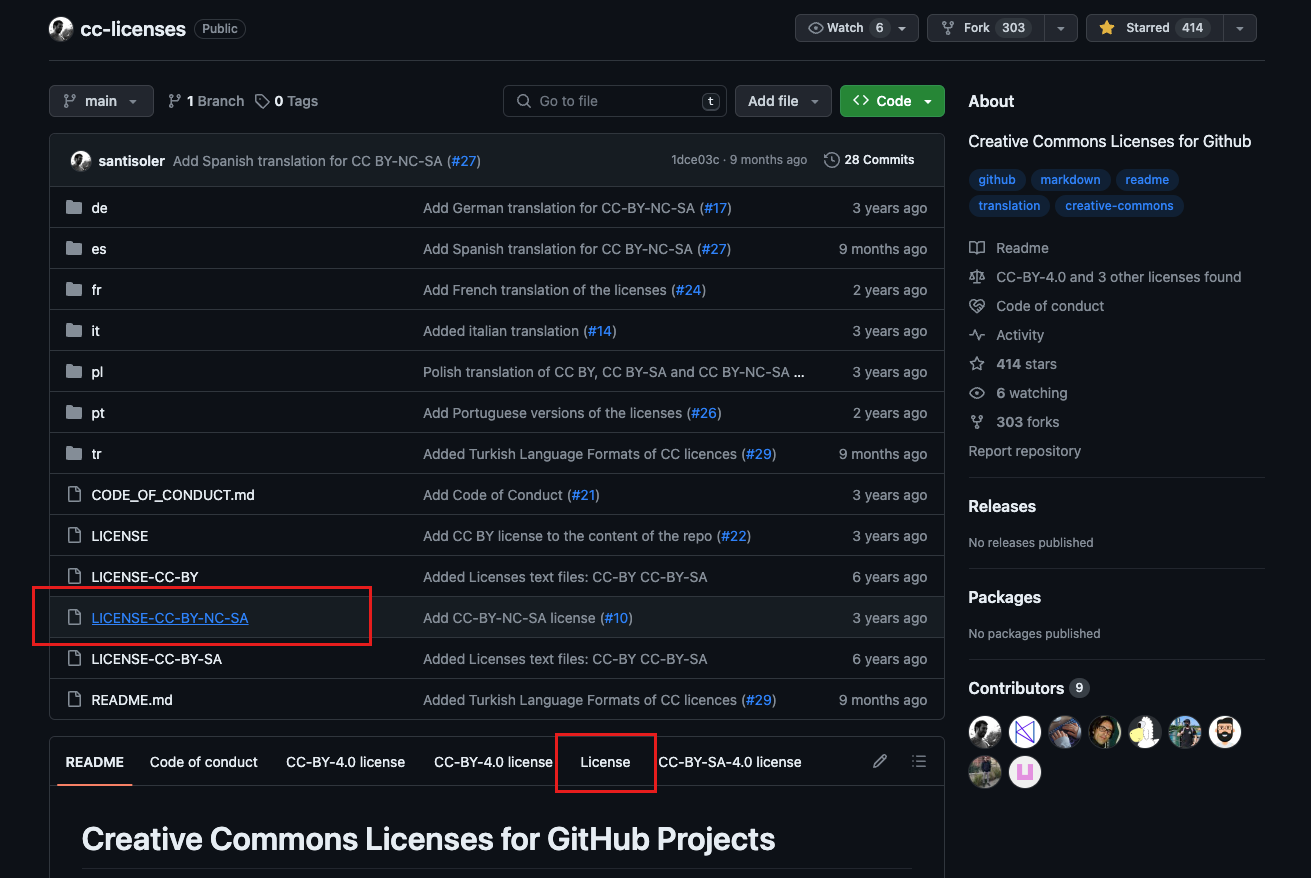 cc-licenses Public
Watch 6 Fork 303 Starred 414
main 1 Branch 0 Tags Go to file t Add file Code
santisoler Add Spanish translation for CC BY-NC-SA (#27) 1dce03c · 9 months ago 28 Commits
de Add German translation for CC-BY-NC-SA (#17) 3 years ago
es Add Spanish translation for CC BY-NC-SA (#27) 9 months ago
fr Add French translation of the licenses (#24) 2 years ago
it Added italian translation (#14) 3 years ago
pl Polish translation of CC BY, CC BY-SA and CC BY-NC-SA ... 3 years ago
pt Add Portuguese versions of the licenses (#26) 2 years ago
tr Added Turkish Language Formats of CC licences (#29) 9 months ago
CODE_OF_CONDUCT.md Add Code of Conduct (#21) 3 years ago
LICENSE Add CC BY license to the content of the repo (#22) 3 years ago
LICENSE-CC-BY Added Licenses text files: CC-BY CC-BY-SA 6 years ago
LICENSE-CC-BY-NC-SA Add CC-BY-NC-SA license (#10) 3 years ago
LICENSE-CC-BY-SA Added Licenses text files: CC-BY CC-BY-SA 6 years ago
README.md Added Turkish Language Formats of CC licences (#29) 9 months ago
README Code of conduct CC-BY-4.0 license CC-BY-4.0 license License CC-BY-SA-4.0 license
Creative Commons Licenses for GitHub Projects
About
Creative Commons Licenses for Github
github markdown readme
translation creative-commons
Readme
CC-BY-4.0 and 3 other licenses found
Code of conduct
Activity
414 stars
6 watching
303 forks
Report repository
Releases
No releases published
Packages
No packages published
Contributors 9